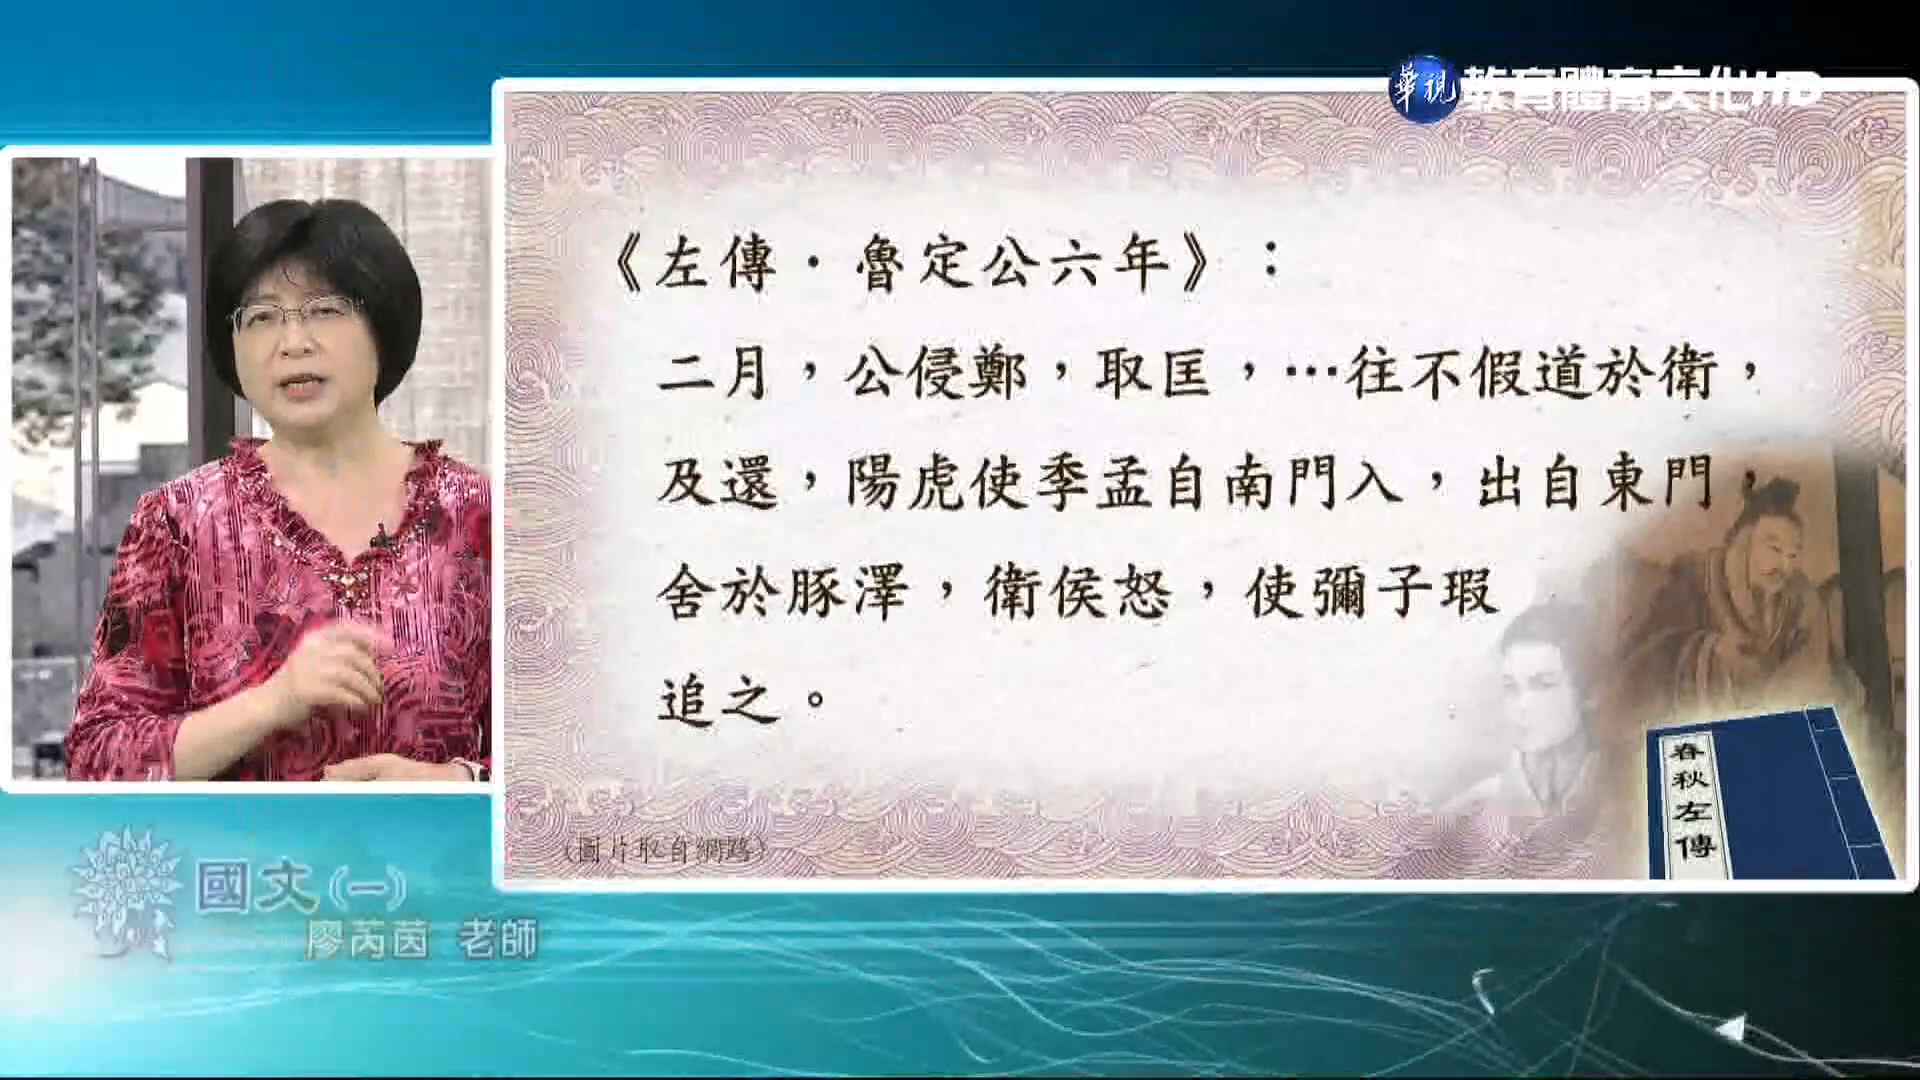 華視 教育體育文化HD
《左傳·魯定公六年》：
二月，公侵鄭，取匡，…往不假道於衛，
及還，陽虎使季孟自南門入，出自東門，
舍於豚澤，衛侯怒，使彌子瑕
追之。
春秋左傳
(圖片取自網路)
國文(一)
廖芮茵 老師